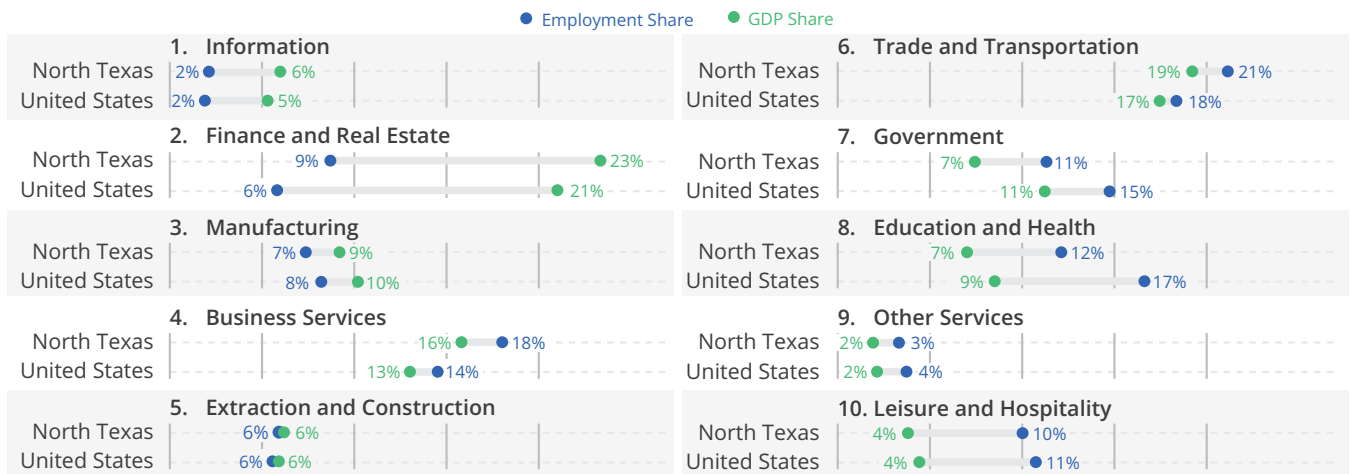 Employment Share GDP Share
1. Information
North Texas 2% 6%
United States 2% 5%
2. Finance and Real Estate
North Texas 9% 23%
United States 6% 21%
3. Manufacturing
North Texas 7% 9%
United States 8% 10%
4. Business Services
North Texas 16% 18%
United States 13% 14%
5. Extraction and Construction
North Texas 6% 6%
United States 6% 6%
6. Trade and Transportation
North Texas 19% 21%
United States 17% 18%
7. Government
North Texas 7% 11%
United States 11% 15%
8. Education and Health
North Texas 7% 12%
United States 9% 17%
9. Other Services
North Texas 2% 3%
United States 2% 4%
10. Leisure and Hospitality
North Texas 4% 10%
United States 4% 11%